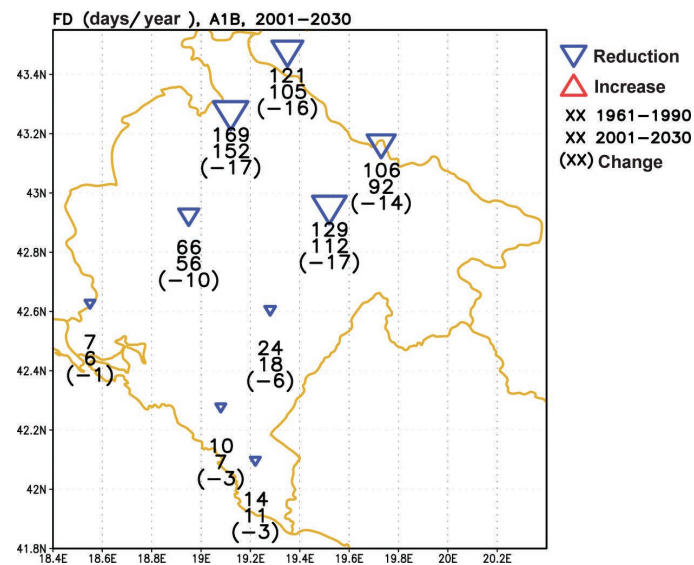 FD (days/year), A1B, 2001-2030
43.4N
43.2N
43N
42.8N
42.6N
42.4N
42.2N
42N
41.8N
18.4E 18.6E 18.8E 19E 19.2E 19.4E 19.6E 19.8E 20E 20.2E
121
105
(-16)
169
152
(-17)
106
92
(-14)
129
112
(-17)
66
56
(-10)
7
6
(-1)
24
18
(-6)
10
7
(-3)
14
11
(-3)
Reduction
Increase
XX 1961-1990
XX 2001-2030
(XX) Change